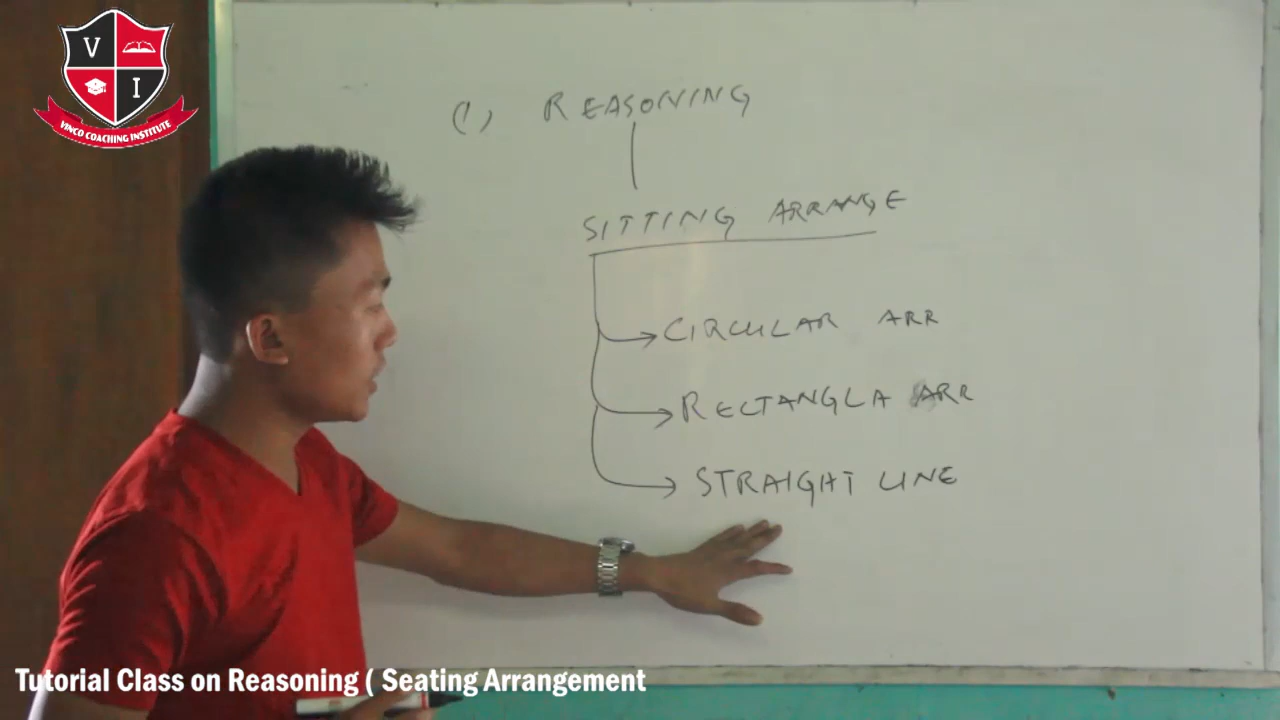 V
I
VINCO COACHING INSTITUTE
(1) REASONING
SITTING ARRANGE
CIRCULAR ARR
RECTANGLA ARR
STRAIGHT LINE
Tutorial Class on Reasoning ( Seating Arrangement